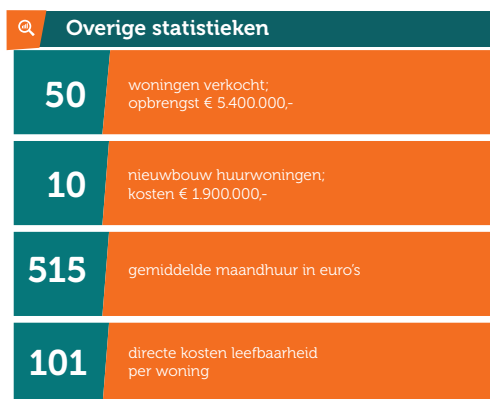 Overige statistieken
50
woningen verkocht;
opbrengst € 5.400.000,-
10
nieuwbouw huurwoningen;
kosten € 1.900.000,-
515
gemiddelde maandhuur in euro's
101
directe kosten leefbaarheid
per woning